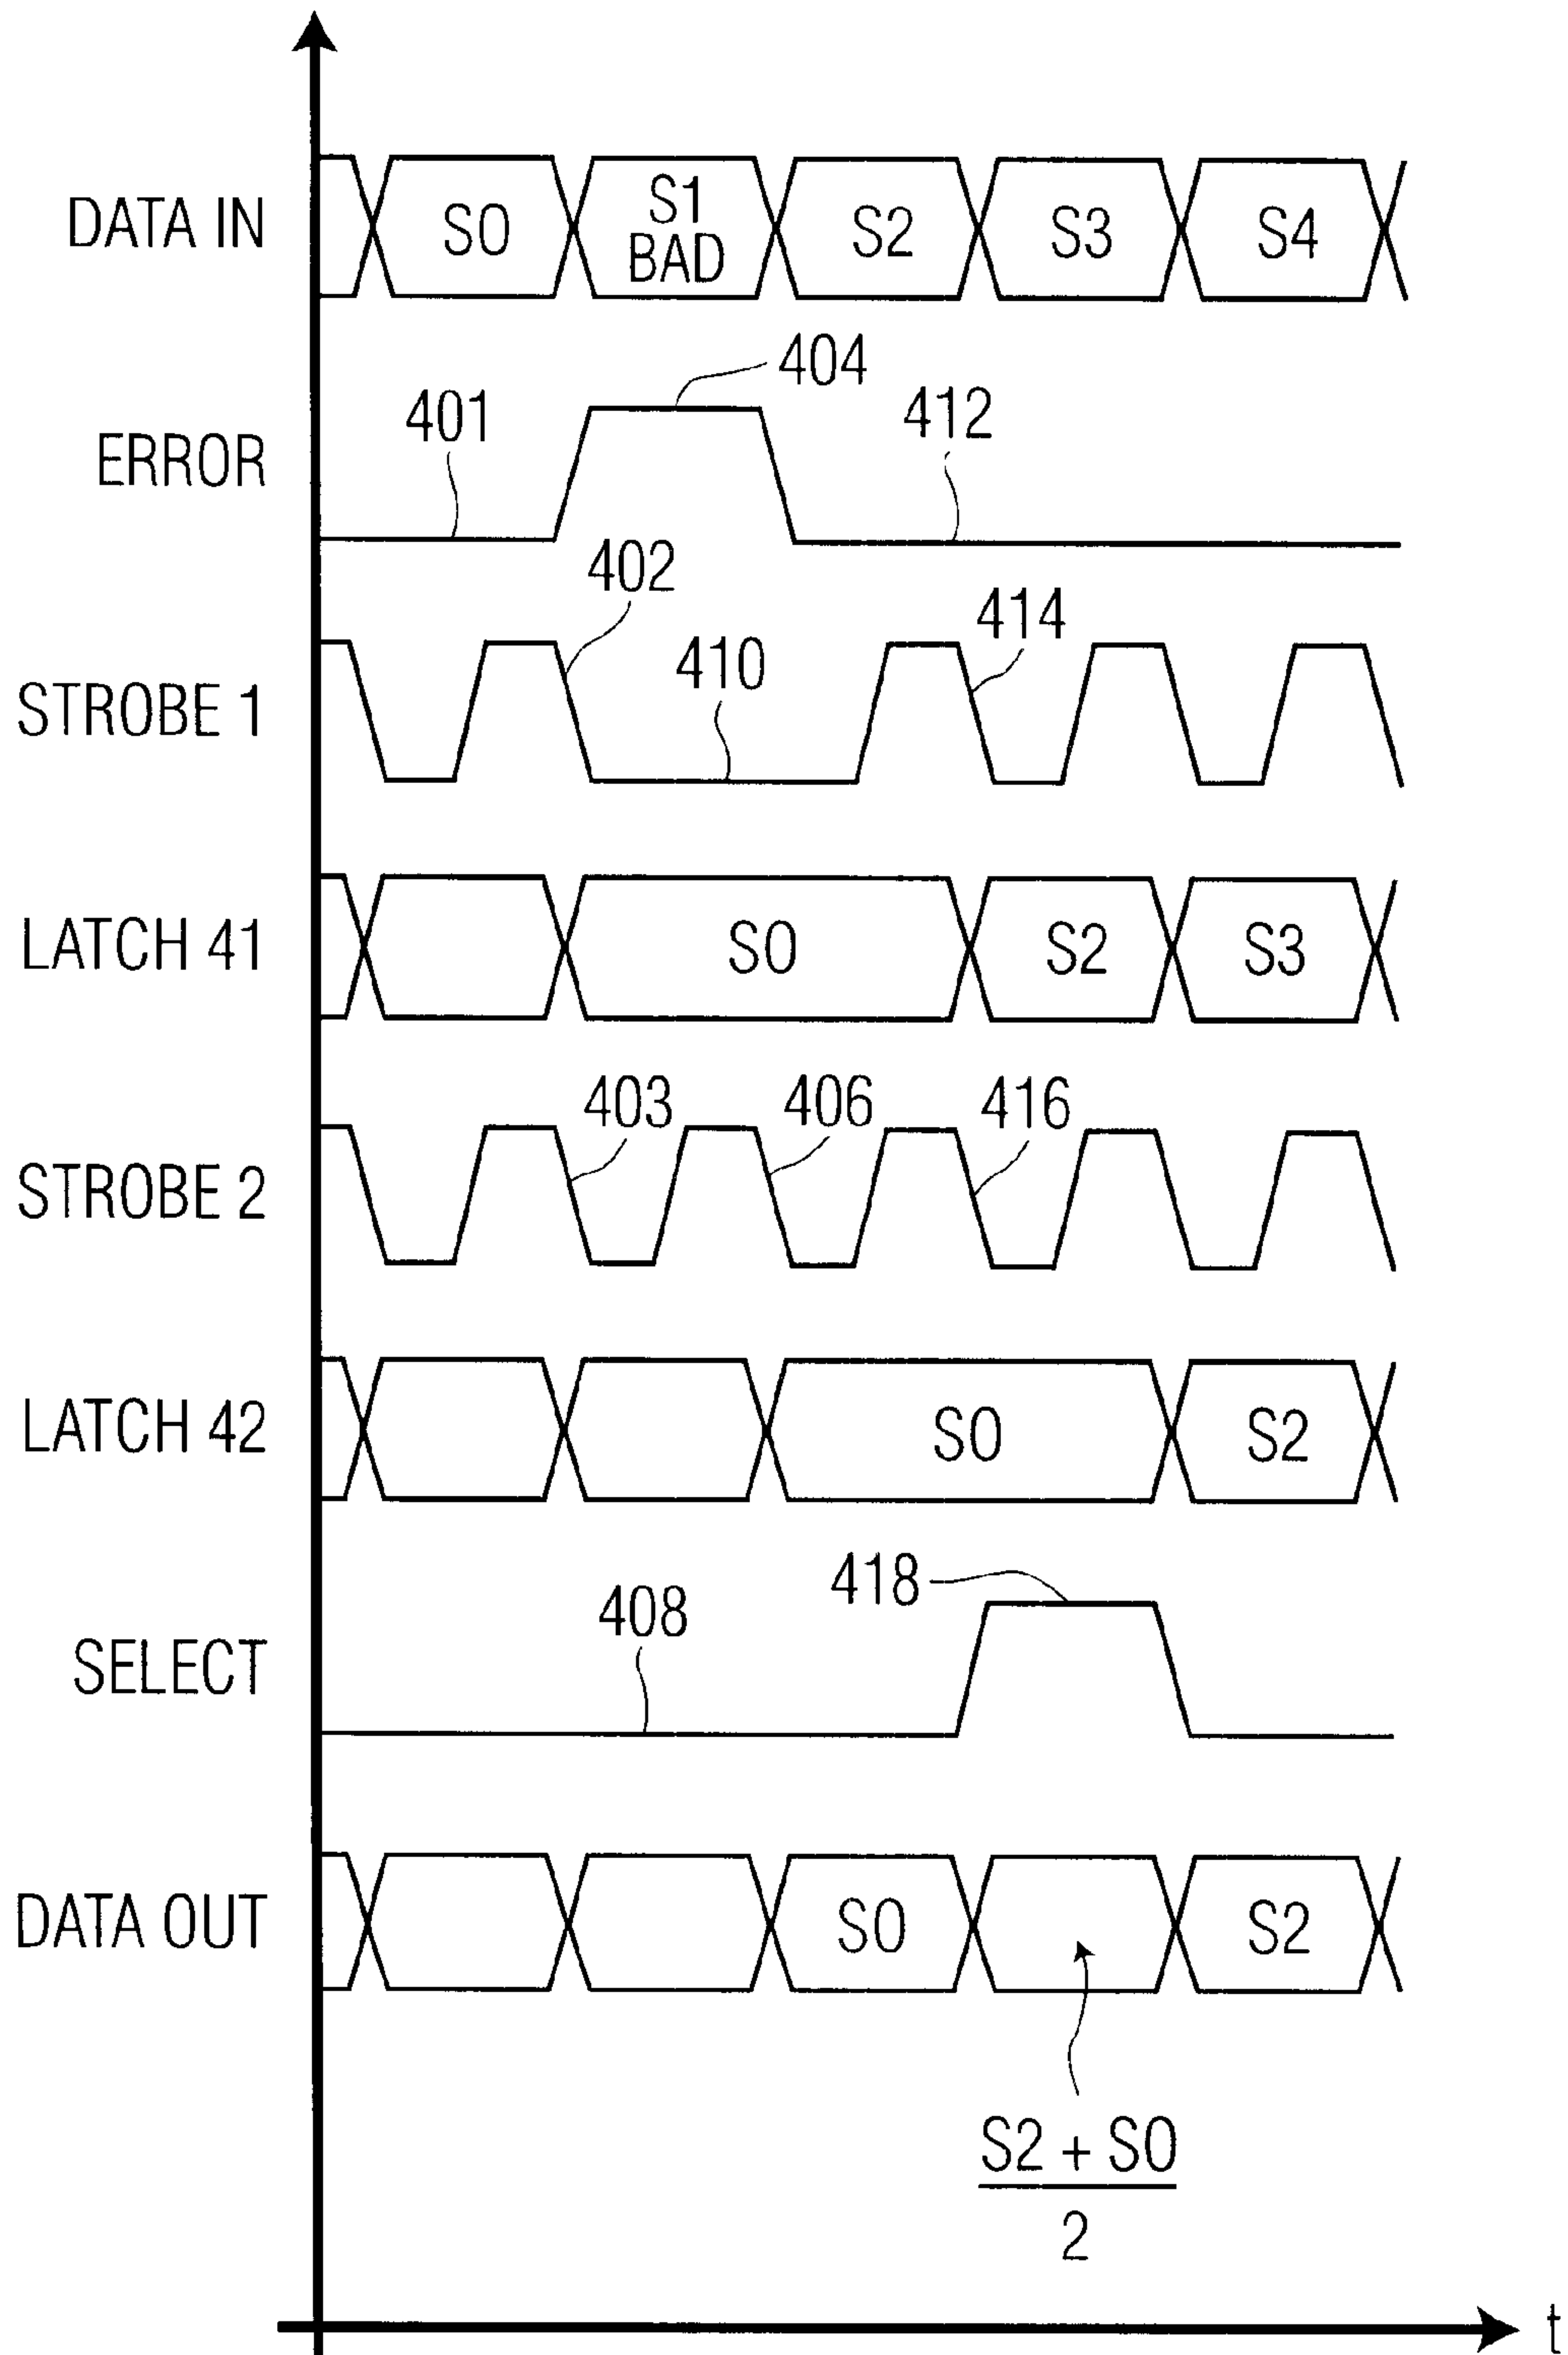 DATA IN
S0
S1
BAD
S2
S3
S4
ERROR
401
404
412
STROBE 1
402
410
414
LATCH 41
S0
S2
S3
STROBE 2
403
406
416
LATCH 42
S0
S2
SELECT
408
418
DATA OUT
S0
S2
S2 + S0
2
t